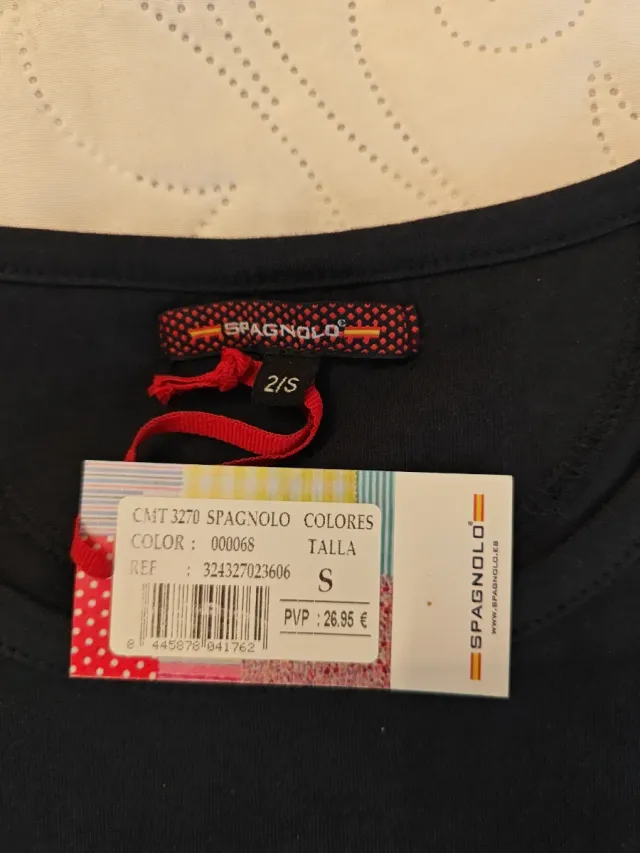 SPAGNOLO
2/S
CMT 3270 SPAGNOLO COLORES
COLOR : 000068 TALLA
REF : 324327023606 S
PVP : 26.95 €
8 445878 041762
SPAGNOLO
WWW.SPAGNOLO.ES